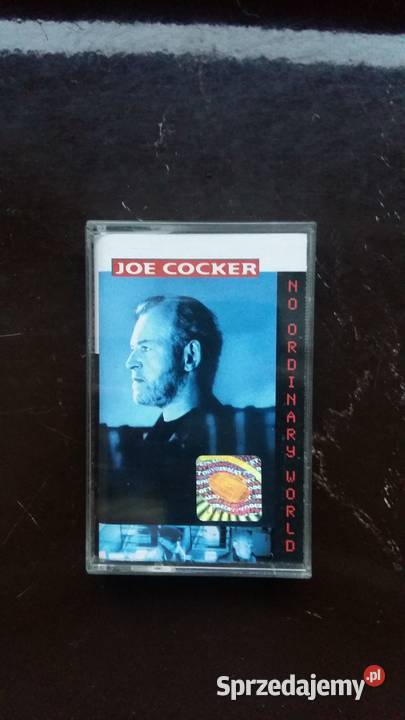 JOE COCKER
NO ORDINARY WORLD
Sprzedajemy.pl